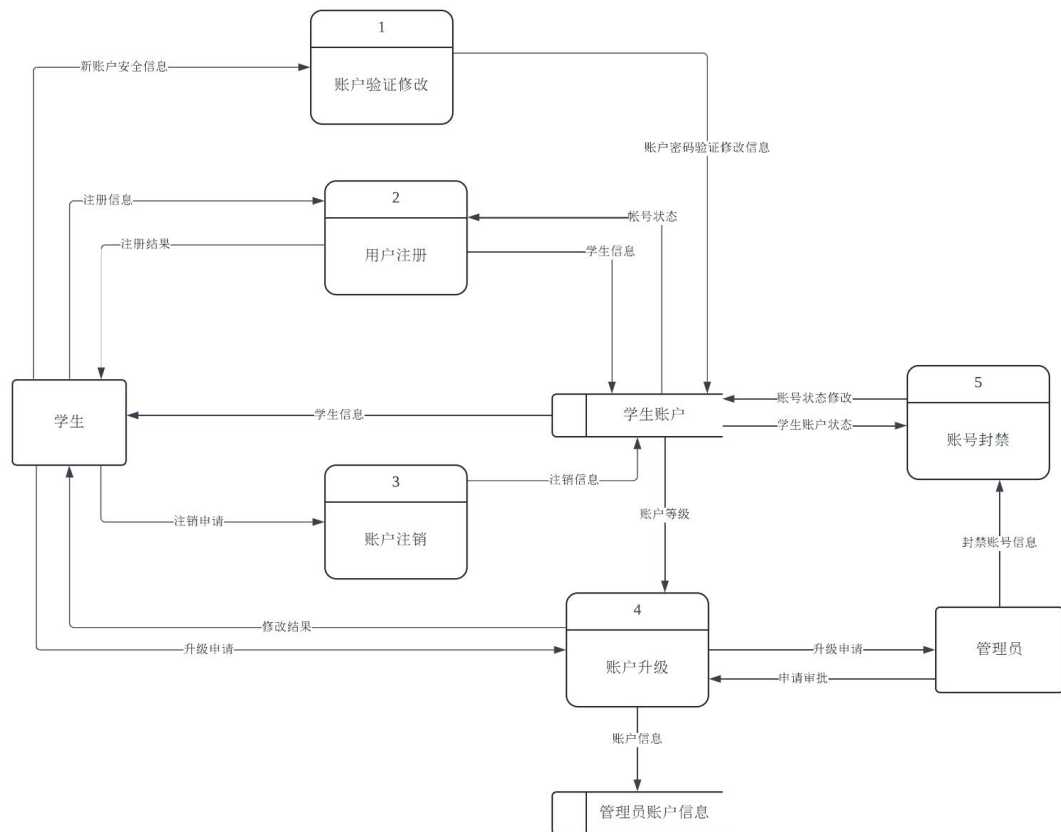 1
新账户安全信息
账户验证修改
账户密码验证修改信息
2
注册信息
帐号状态
注册结果
用户注册
学生信息
5
账号状态修改
学生
学生信息
学生账户
学生账户状态
账号封禁
3
注销信息
注销申请
账户注销
账户等级
封禁账号信息
4
修改结果
升级申请
账户升级
升级申请
管理员
申请审批
账户信息
管理员账户信息